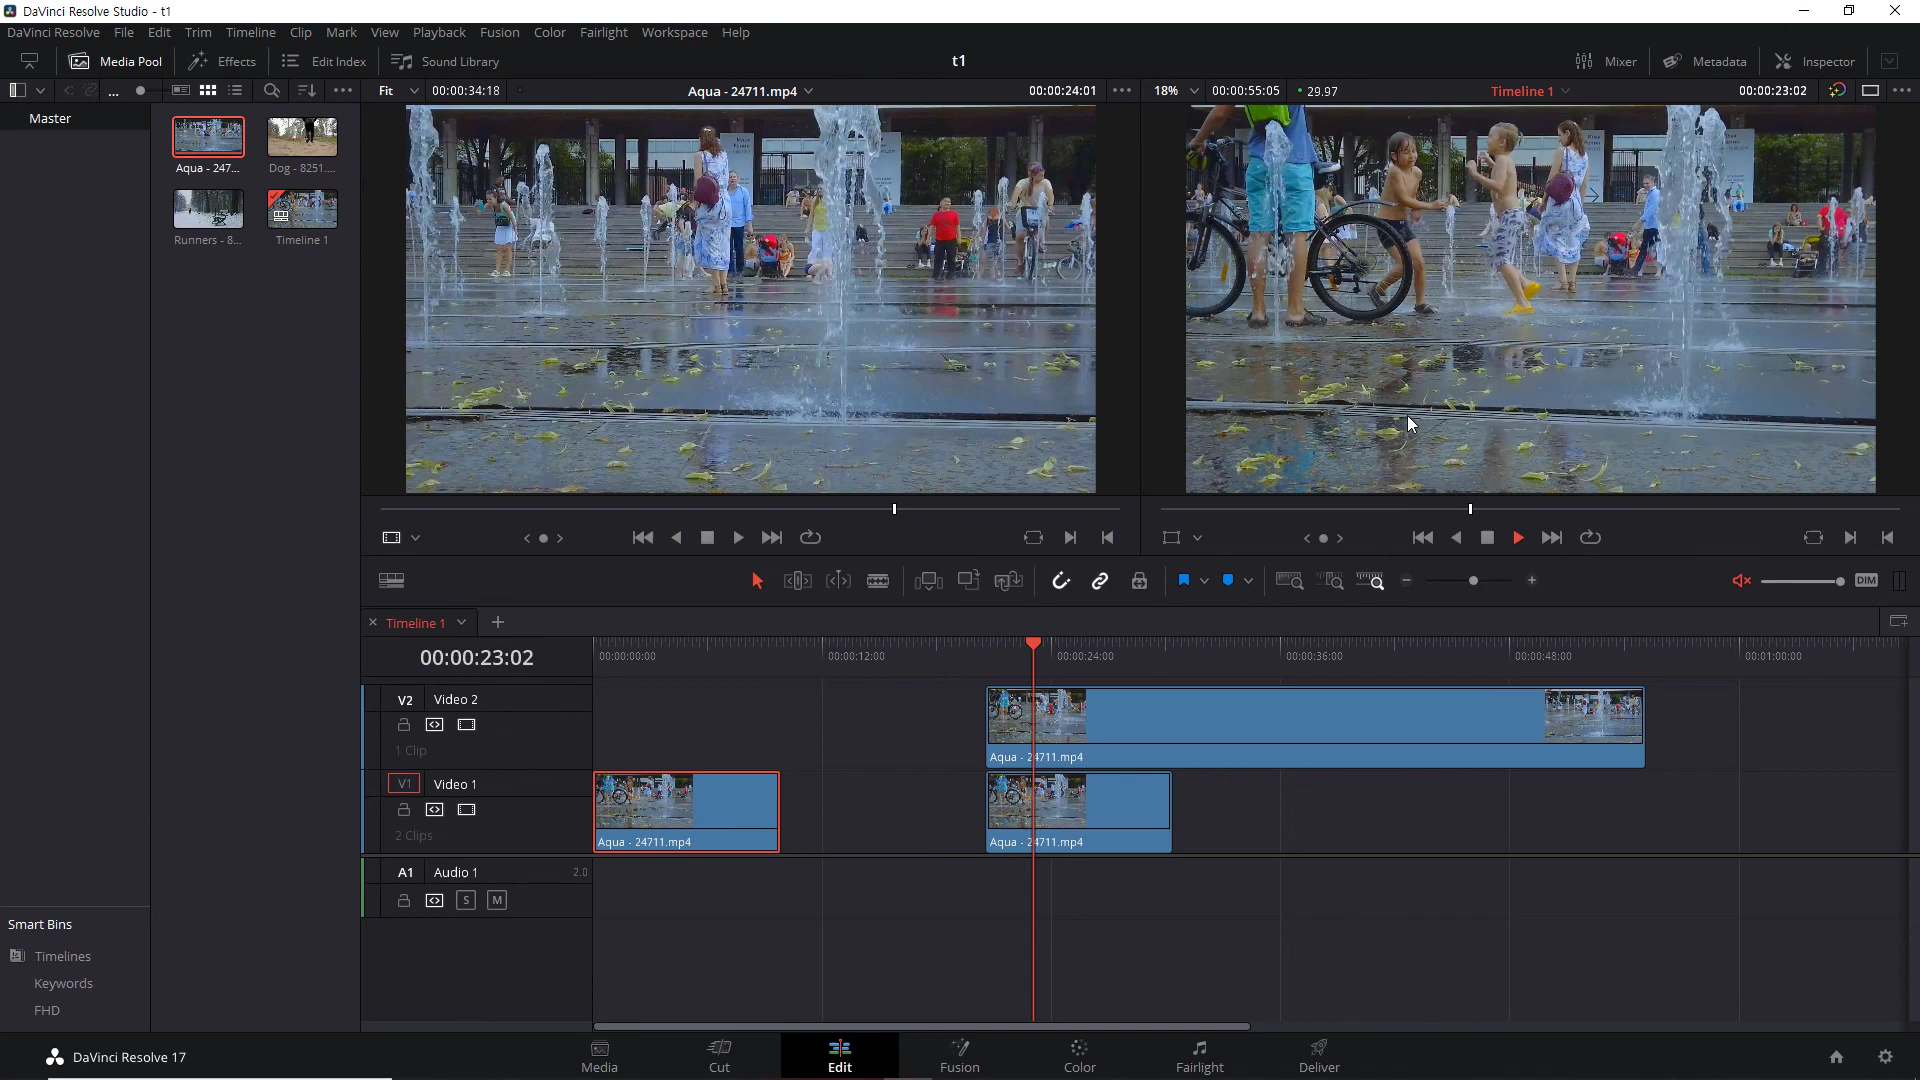 DaVinci Resolve Studio - t1
DaVinci Resolve File Edit Trim Timeline Clip Mark View Playback Fusion Color Fairlight Workspace Help
Media Pool Effects Edit Index Sound Library t1 Mixer Metadata Inspector
... Fit 00:00:34:18 Aqua - 24711.mp4 00:00:24:01 18% 00:00:55:05 29.97 Timeline 1 00:00:23:02
Master
Aqua - 247... Dog - 8251....
Runners - 8... Timeline 1
DIM
Timeline 1
00:00:23:02 00:00:00:00 00:00:12:00 00:00:24:00 00:00:36:00 00:00:48:00 00:01:00:00
V2 Video 2
1 Clip
Aqua - 24711.mp4
V1 Video 1
2 Clips
Aqua - 24711.mp4 Aqua - 24711.mp4
A1 Audio 1 2.0
S M
Smart Bins
Timelines
Keywords
FHD
DaVinci Resolve 17
Media Cut Edit Fusion Color Fairlight Deliver